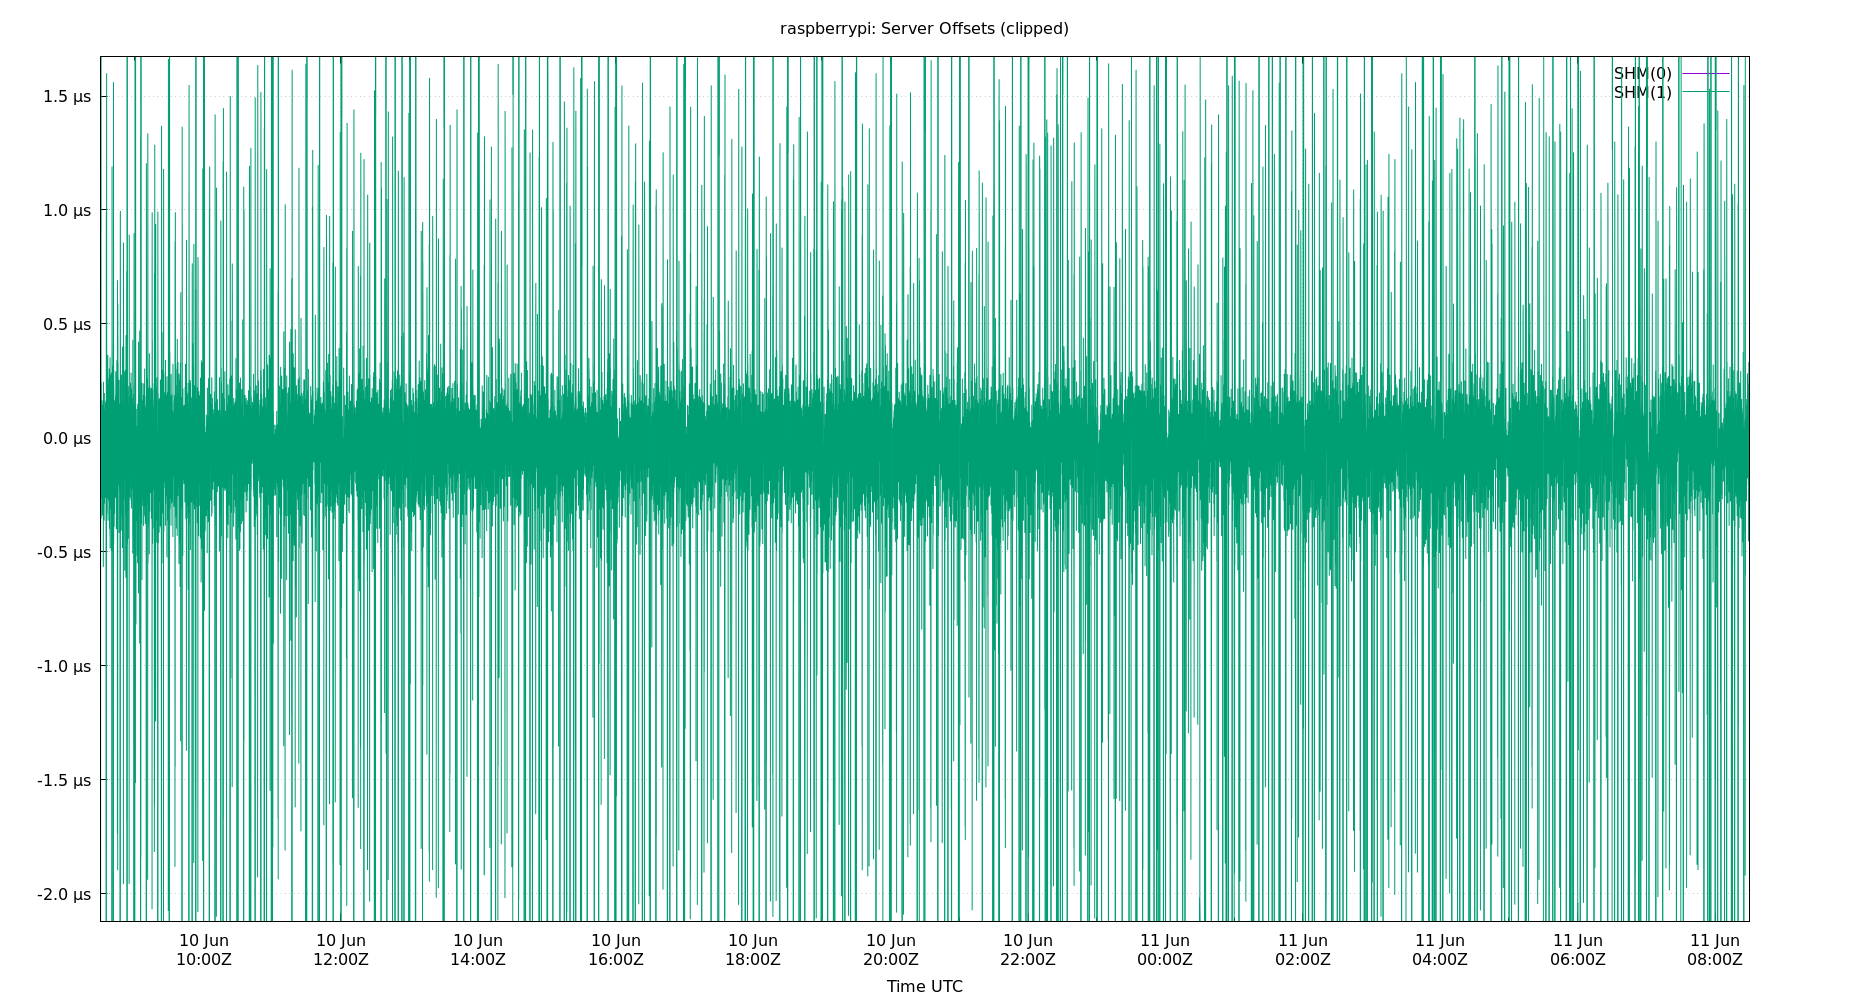 raspberrypi: Server Offsets (clipped)
SHM(0)
SHM(1)
1.5 µs
1.0 µs
0.5 µs
0.0 µs
-0.5 µs
-1.0 µs
-1.5 µs
-2.0 µs
10 Jun 10 Jun 10 Jun 10 Jun 10 Jun 10 Jun 10 Jun 11 Jun 11 Jun 11 Jun 11 Jun 11 Jun
10:00Z 12:00Z 14:00Z 16:00Z 18:00Z 20:00Z 22:00Z 00:00Z 02:00Z 04:00Z 06:00Z 08:00Z
Time UTC